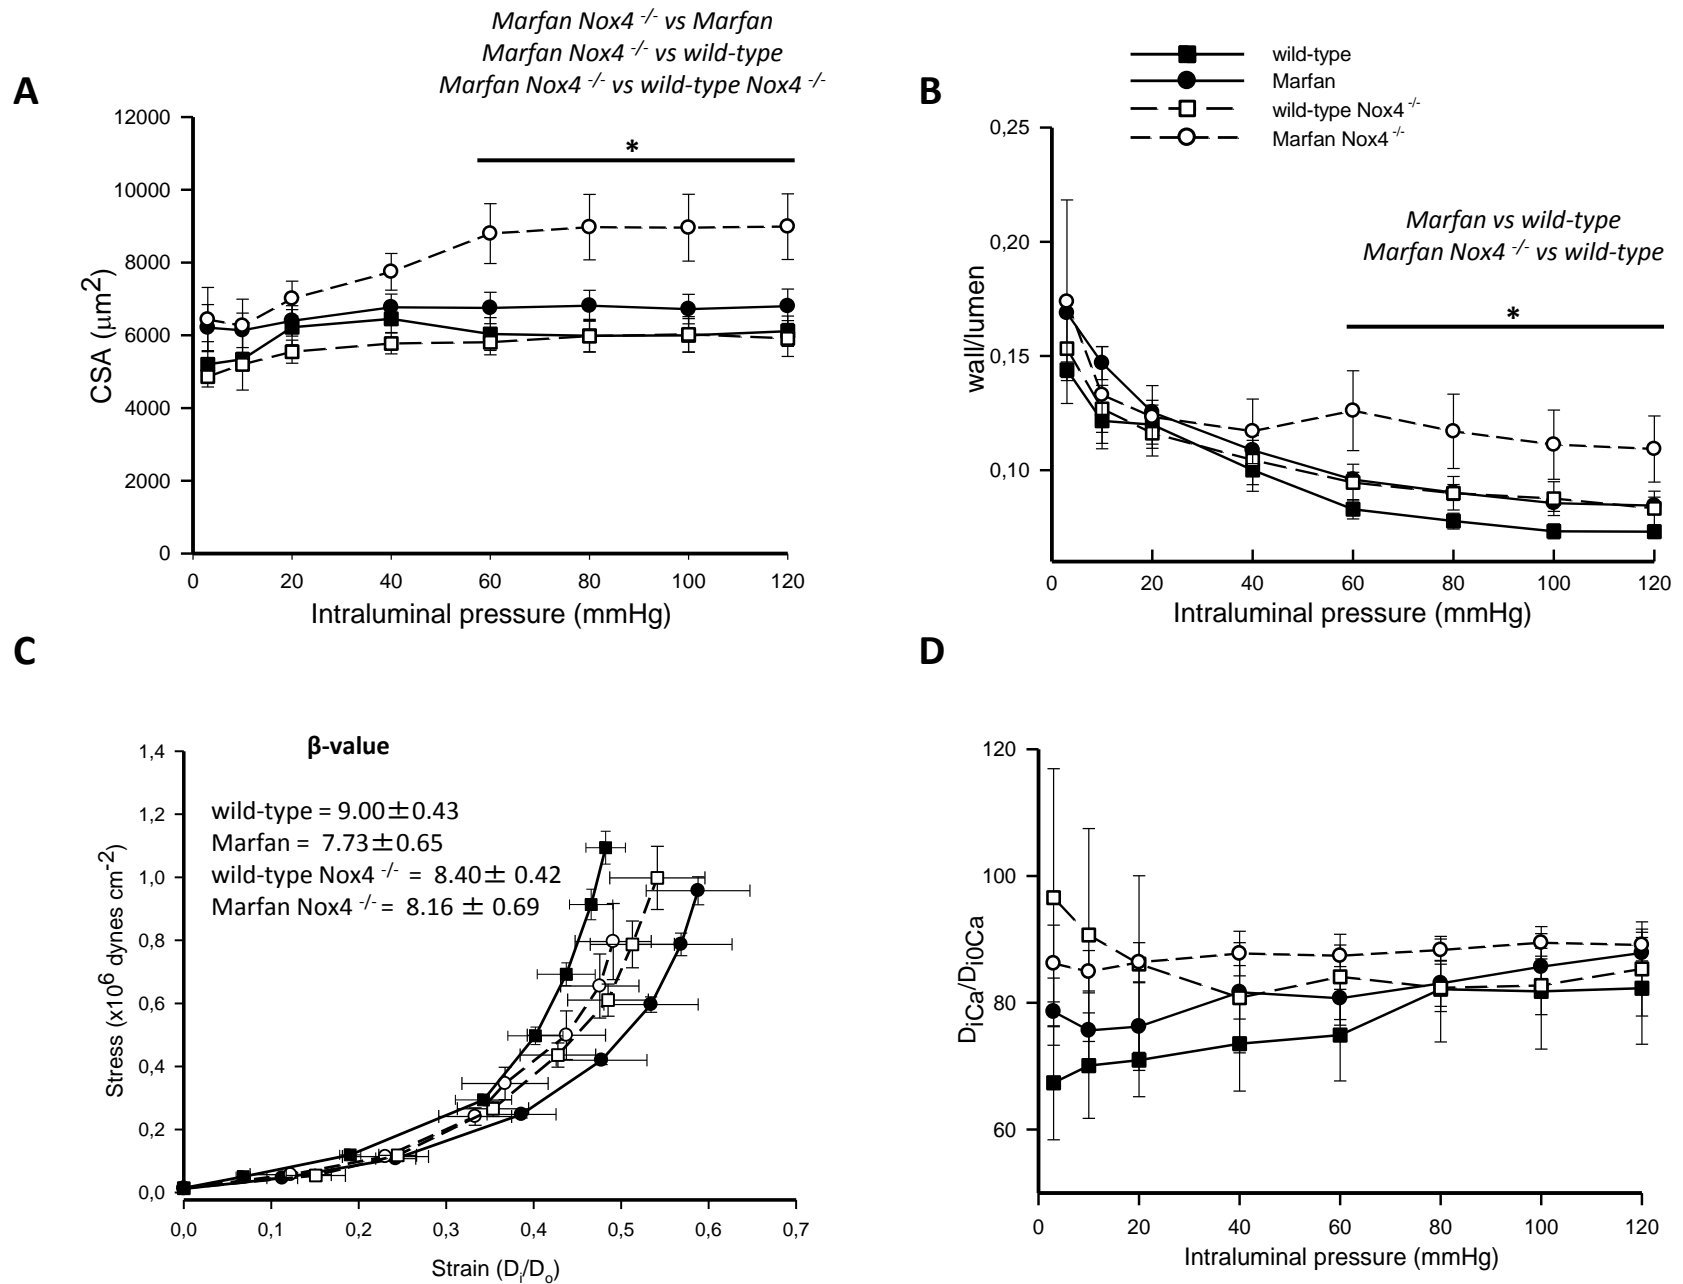 Marfan Nox4 -/- vs Marfan
Marfan Nox4 -/- vs wild-type
Marfan Nox4 -/- vs wild-type Nox4 -/-
A
12000
10000
8000
6000
4000
2000
0
CSA (μm2)
*
0 20 40 60 80 100 120
Intraluminal pressure (mmHg)
B
wild-type
Marfan
wild-type Nox4 -/-
Marfan Nox4 -/-
0,25
0,20
0,15
0,10
wall/lumen
Marfan vs wild-type
Marfan Nox4 -/- vs wild-type
*
0 20 40 60 80 100 120
Intraluminal pressure (mmHg)
C
β-value
wild-type = 9.00±0.43
Marfan = 7.73±0.65
wild-type Nox4 -/- = 8.40± 0.42
Marfan Nox4 -/- = 8.16 ± 0.69
1,4
1,2
1,0
0,8
0,6
0,4
0,2
0,0
Stress (x106 dynes cm-2)
0,0 0,1 0,2 0,3 0,4 0,5 0,6 0,7
Strain (Di/Do)
D
120
100
80
60
DiCa/Di0Ca
0 20 40 60 80 100 120
Intraluminal pressure (mmHg)